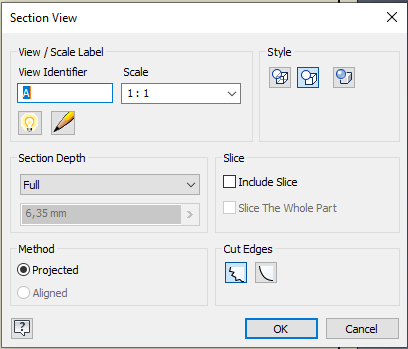 Section View
View / Scale Label
View Identifier
Scale
A
1 : 1
Style
Section Depth
Full
6,35 mm
Slice
Include Slice
Slice The Whole Part
Method
Projected
Aligned
Cut Edges
?
OK
Cancel